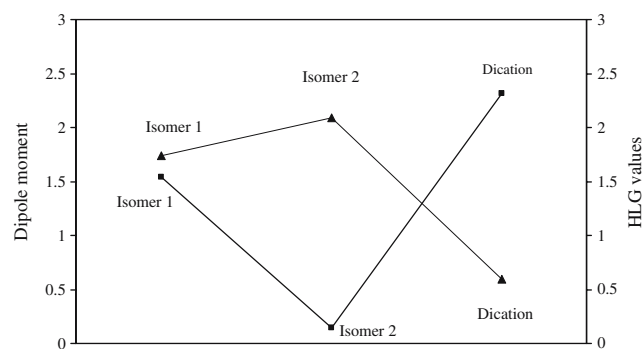 3
2.5
2
1.5
1
0.5
0
Dipole moment
Isomer 1
Isomer 2
Dication
Isomer 1
Isomer 2
Dication
3
2.5
2
1.5
1
0.5
0
HLG values